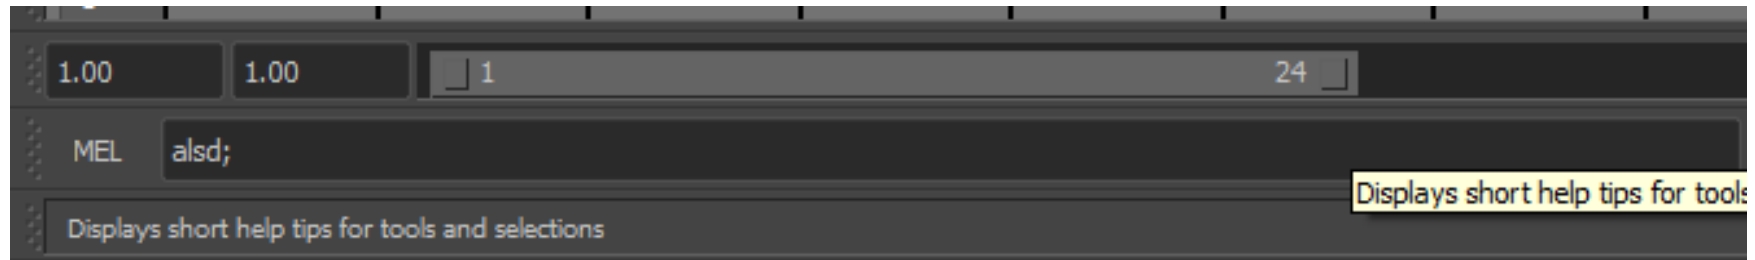 1.00 1.00 1 24
MEL alsd;
Displays short help tips for tools
Displays short help tips for tools and selections